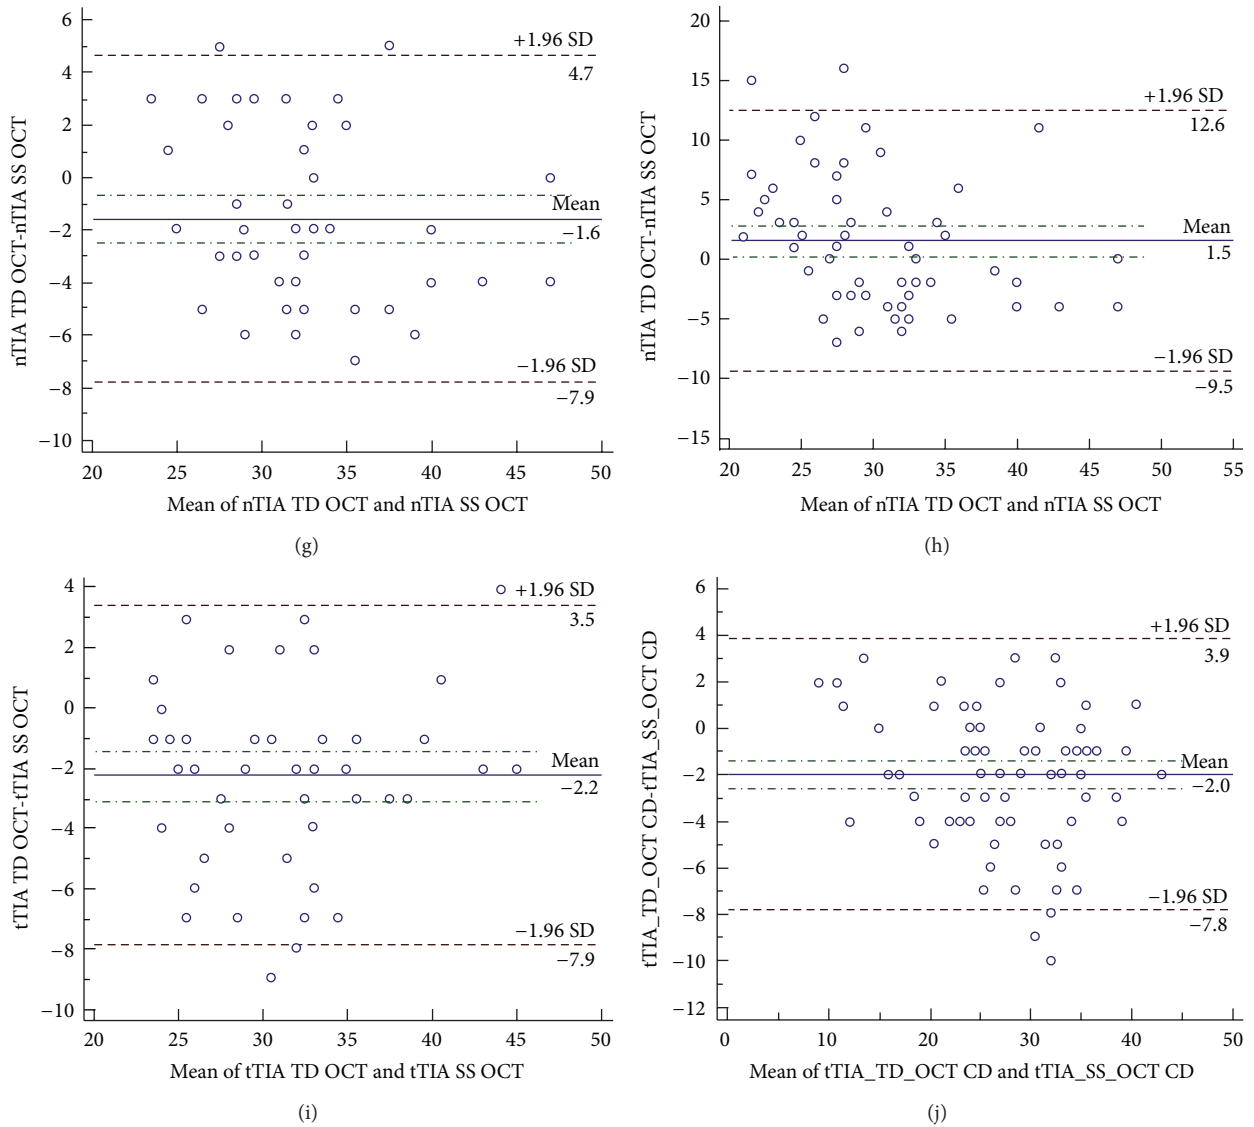 6
4
2
0
−2
−4
−6
−8
−10
nTIA TD OCT-nTIA SS OCT
+1.96 SD
4.7
Mean
−1.6
−1.96 SD
−7.9
20 25 30 35 40 45 50
Mean of nTIA TD OCT and nTIA SS OCT
(g)
20
15
10
5
0
−5
−10
−15
nTIA TD OCT-nTIA SS OCT
+1.96 SD
12.6
Mean
1.5
−1.96 SD
−9.5
20 25 30 35 40 45 50 55
Mean of nTIA TD OCT and nTIA SS OCT
(h)
4
2
0
−2
−4
−6
−8
−10
tTIA TD OCT-tTIA SS OCT
+1.96 SD
3.5
Mean
−2.2
−1.96 SD
−7.9
20 25 30 35 40 45 50
Mean of tTIA TD OCT and tTIA SS OCT
(i)
6
4
2
0
−2
−4
−6
−8
−10
−12
tTIA_TD_OCT CD-tTIA_SS_OCT CD
+1.96 SD
3.9
Mean
−2.0
−1.96 SD
−7.8
0 10 20 30 40 50
Mean of tTIA_TD_OCT CD and tTIA_SS_OCT CD
(j)